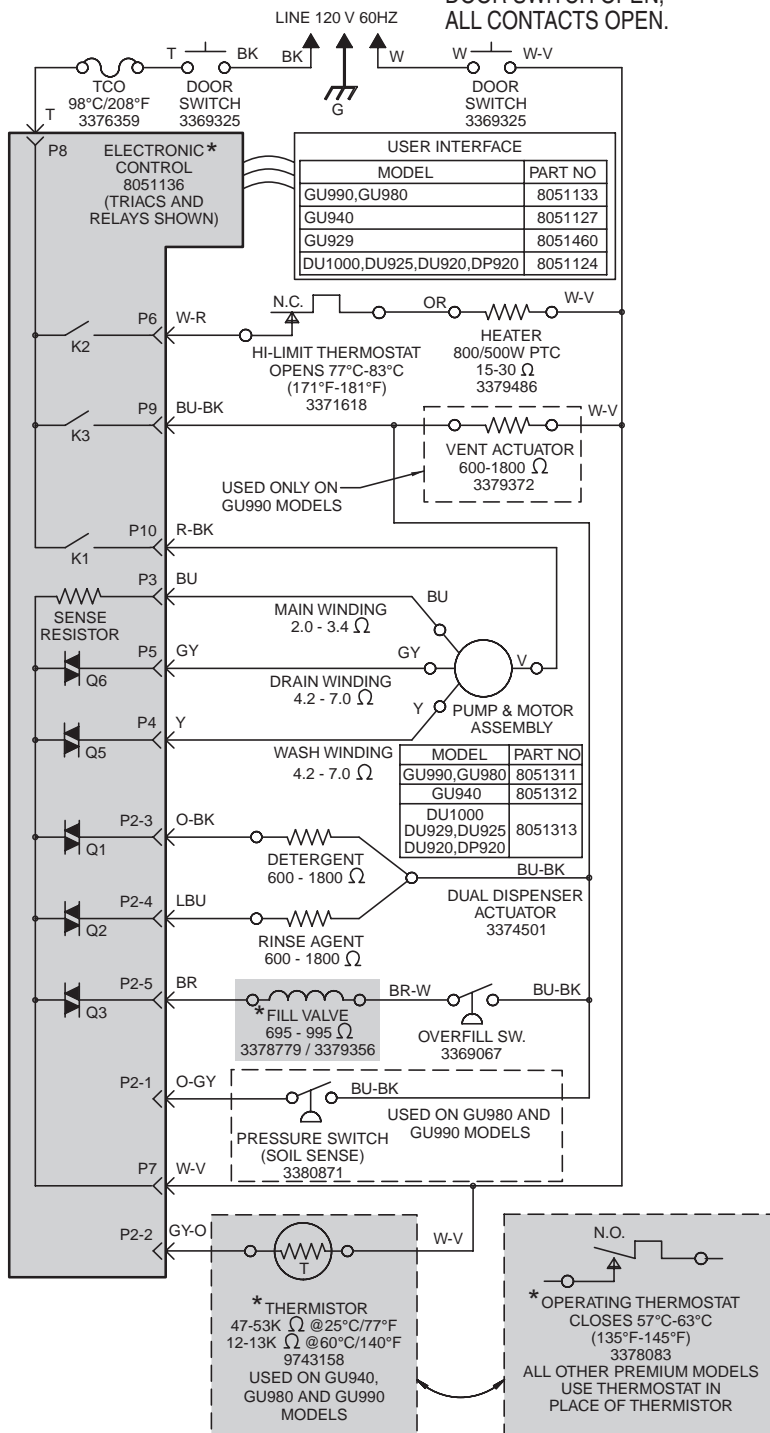 DOOR SWITCH OPEN,
ALL CONTACTS OPEN.
LINE 120 V 60HZ
T
BK
BK
W
W
W-V
TCO
98°C/208°F
3376359
DOOR
SWITCH
3369325
G
DOOR
SWITCH
3369325
T
P8
ELECTRONIC*
CONTROL
8051136
(TRIACS AND
RELAYS SHOWN)
USER INTERFACE
MODEL PART NO
GU990,GU980 8051133
GU940 8051127
GU929 8051460
DU1000,DU925,DU920,DP920 8051124
K2
P6
W-R
N.C.
OR
W-V
HI-LIMIT THERMOSTAT
OPENS 77°C-83°C
(171°F-181°F)
3371618
HEATER
800/500W PTC
15-30 Ω
3379486
K3
P9
BU-BK
W-V
VENT ACTUATOR
600-1800 Ω
3379372
USED ONLY ON
GU990 MODELS
K1
P10
R-BK
P3
BU
SENSE
RESISTOR
MAIN WINDING
2.0 - 3.4 Ω
BU
P5
GY
Q6
GY
V
DRAIN WINDING
4.2 - 7.0 Ω
P4
Y
Q5
Y
PUMP & MOTOR
ASSEMBLY
WASH WINDING
4.2 - 7.0 Ω
MODEL PART NO
GU990,GU980 8051311
GU940 8051312
DU1000
DU929,DU925 8051313
DU920,DP920
P2-3
O-BK
Q1
DETERGENT
600 - 1800 Ω
BU-BK
DUAL DISPENSER
ACTUATOR
3374501
P2-4
LBU
Q2
RINSE AGENT
600 - 1800 Ω
P2-5
BR
Q3
*FILL VALVE
695 - 995 Ω
3378779 / 3379356
BR-W
BU-BK
OVERFILL SW.
3369067
P2-1
O-GY
BU-BK
USED ON GU980 AND
GU990 MODELS
PRESSURE SWITCH
(SOIL SENSE)
3380871
P7
W-V
P2-2
GY-O
T
W-V
*THERMISTOR
47-53K Ω @25°C/77°F
12-13K Ω @60°C/140°F
9743158
USED ON GU940,
GU980 AND GU990
MODELS
N.O.
*OPERATING THERMOSTAT
CLOSES 57°C-63°C
(135°F-145°F)
3378083
ALL OTHER PREMIUM MODELS
USE THERMOSTAT IN
PLACE OF THERMISTOR